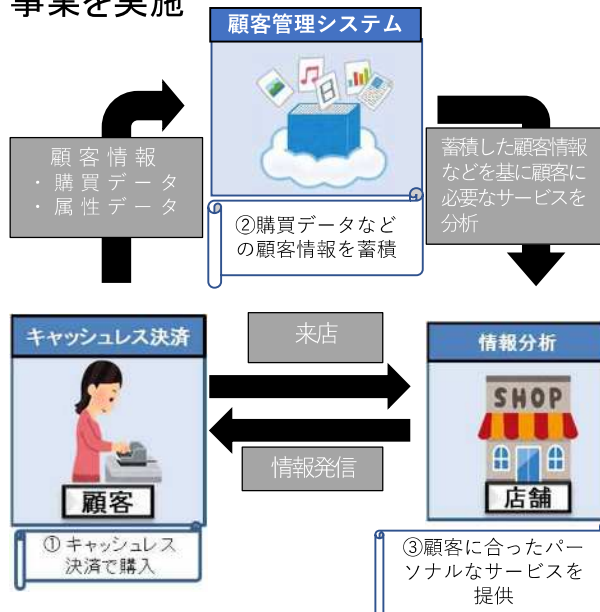 事業を実施
顧客管理システム
顧客情報
・購買データ
・属性データ
蓄積した顧客情報
などを基に顧客に
必要なサービスを
分析
②購買データなど
の顧客情報を蓄積
キャッシュレス決済
来店
情報分析
SHOP
情報発信
顧客
店舗
①キャッシュレス
決済で購入
③顧客に合ったパー
ソナルなサービスを
提供